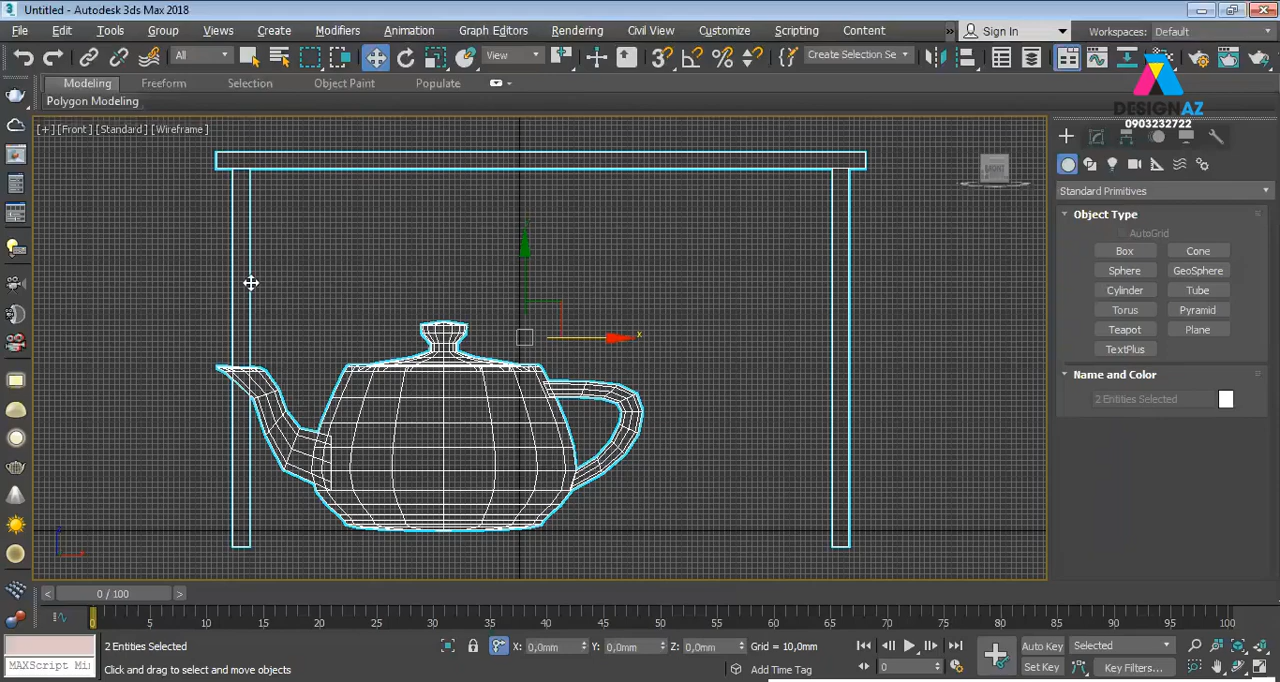 Untitled - Autodesk 3ds Max 2018
File Edit Tools Group Views Create Modifiers Animation Graph Editors Rendering Civil View Customize Scripting Content » Sign In Workspaces: Default
All View Create Selection Se
Modeling Freeform Selection Object Paint Populate
Polygon Modeling
DESIGNAZ
0903232722
[+] [Front] [Standard] [Wireframe]
FRONT
x
Standard Primitives
Object Type
AutoGrid
Box Cone
Sphere GeoSphere
Cylinder Tube
Torus Pyramid
Teapot Plane
TextPlus
Name and Color
2 Entities Selected
< 0 / 100 >
0 5 10 15 20 25 30 35 40 45 50 55 60 65 70 75 80 85 90 95 100
2 Entities Selected X: 0,0mm Y: 0,0mm Z: 0,0mm Grid = 10,0mm Auto Key Selected
MAXScript Mi: Click and drag to select and move objects Add Time Tag 0 Set Key Key Filters...